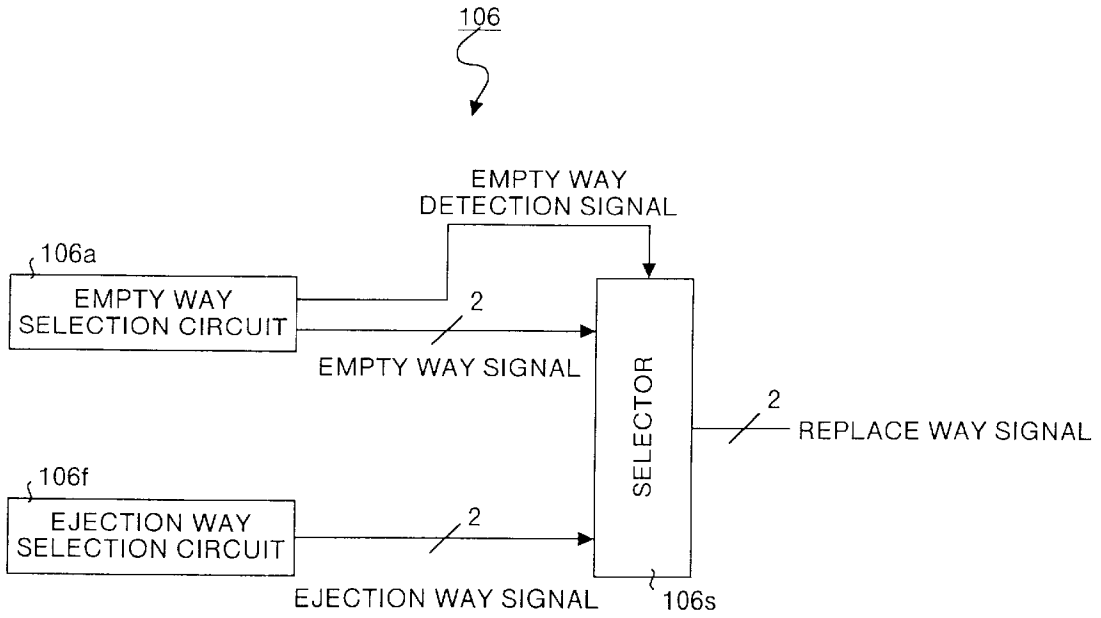 106
EMPTY WAY
DETECTION SIGNAL
106a
EMPTY WAY
SELECTION CIRCUIT
2
EMPTY WAY SIGNAL
SELECTOR
2
REPLACE WAY SIGNAL
106f
EJECTION WAY
SELECTION CIRCUIT
2
EJECTION WAY SIGNAL
106s